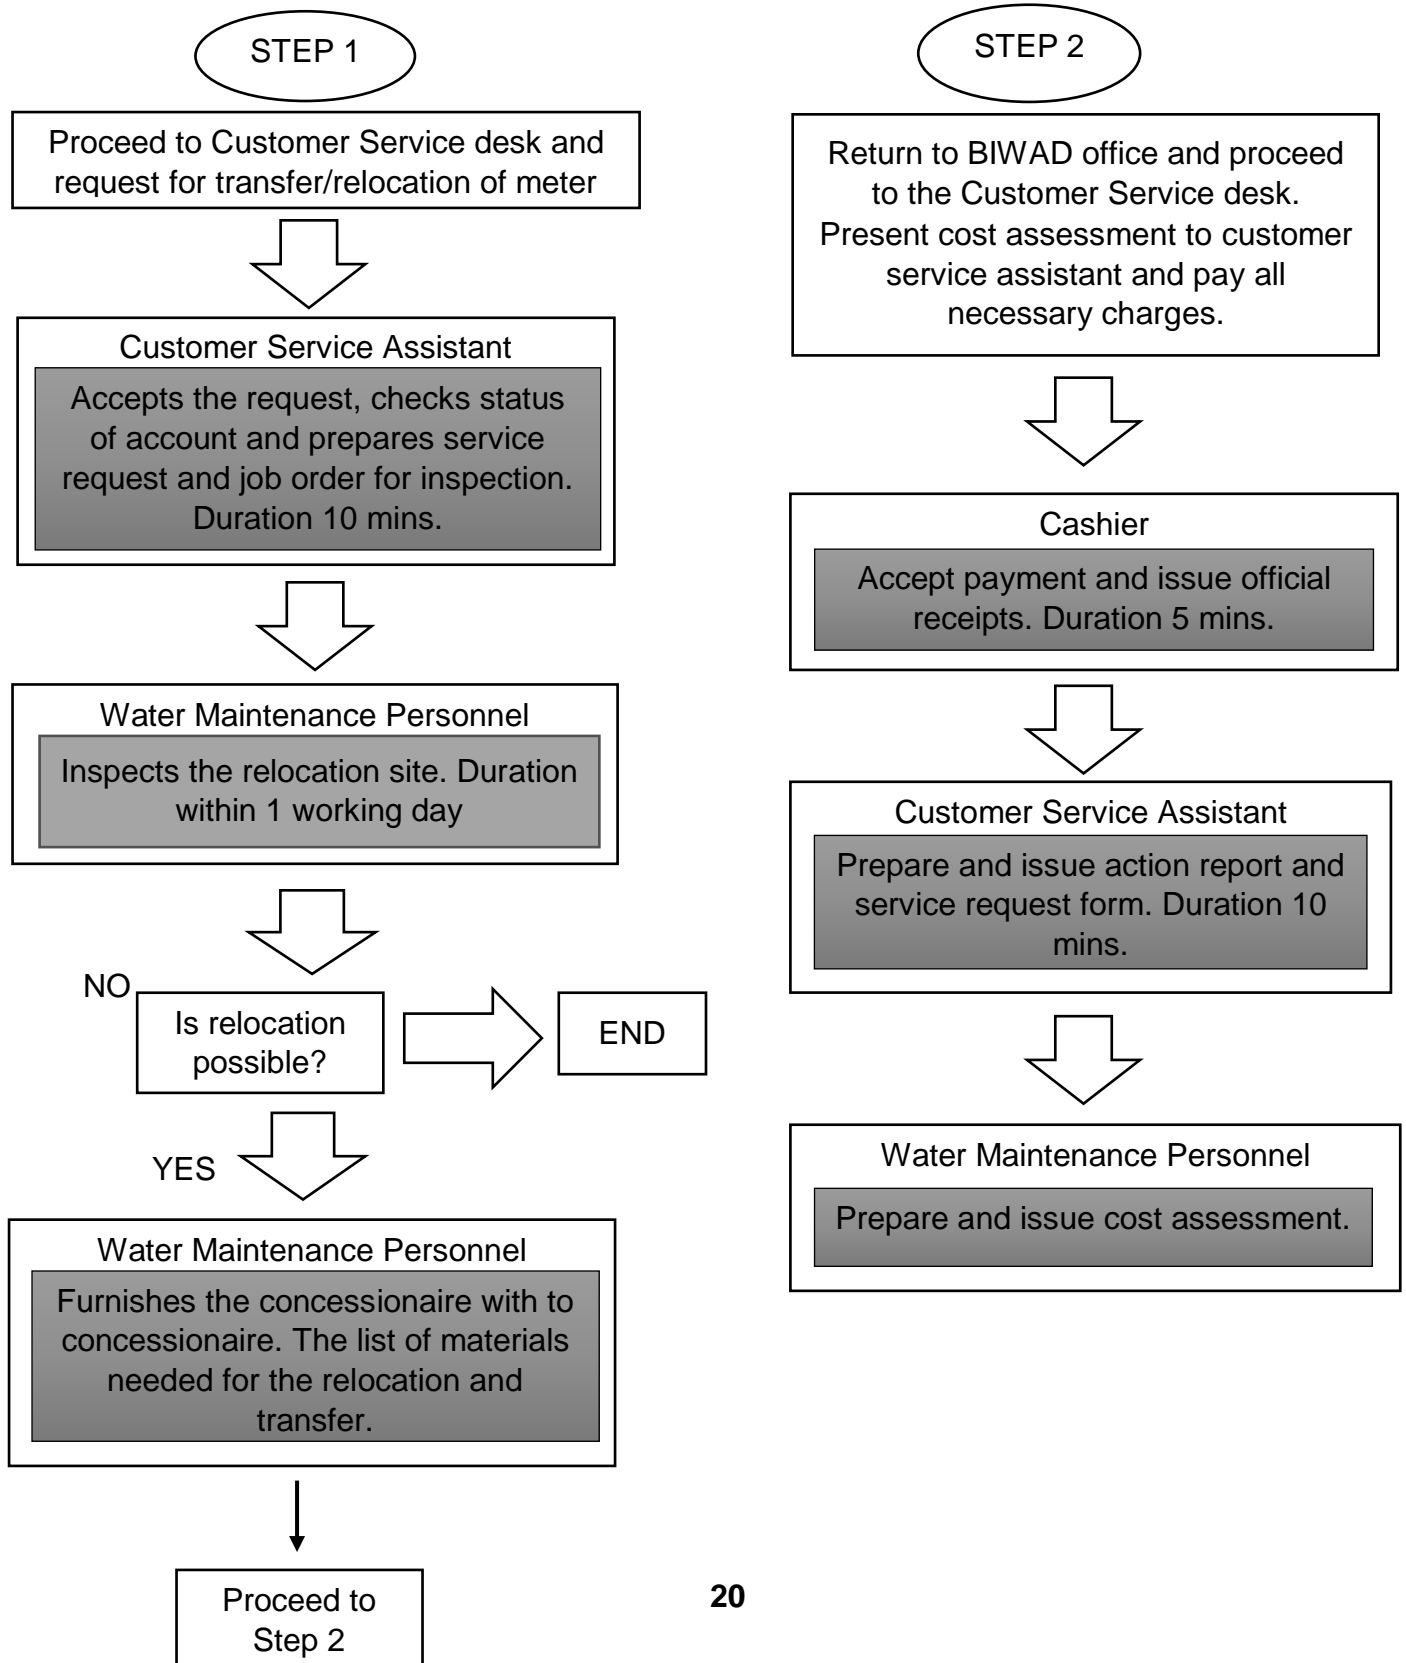 STEP 1
Proceed to Customer Service desk and
request for transfer/relocation of meter
Customer Service Assistant
Accepts the request, checks status
of account and prepares service
request and job order for inspection.
Duration 10 mins.
Water Maintenance Personnel
Inspects the relocation site. Duration
within 1 working day
NO
Is relocation
possible?
END
YES
Water Maintenance Personnel
Furnishes the concessionaire with to
concessionaire. The list of materials
needed for the relocation and
transfer.
Proceed to
Step 2
STEP 2
Return to BIWAD office and proceed
to the Customer Service desk.
Present cost assessment to customer
service assistant and pay all
necessary charges.
Cashier
Accept payment and issue official
receipts. Duration 5 mins.
Customer Service Assistant
Prepare and issue action report and
service request form. Duration 10
mins.
Water Maintenance Personnel
Prepare and issue cost assessment.
20